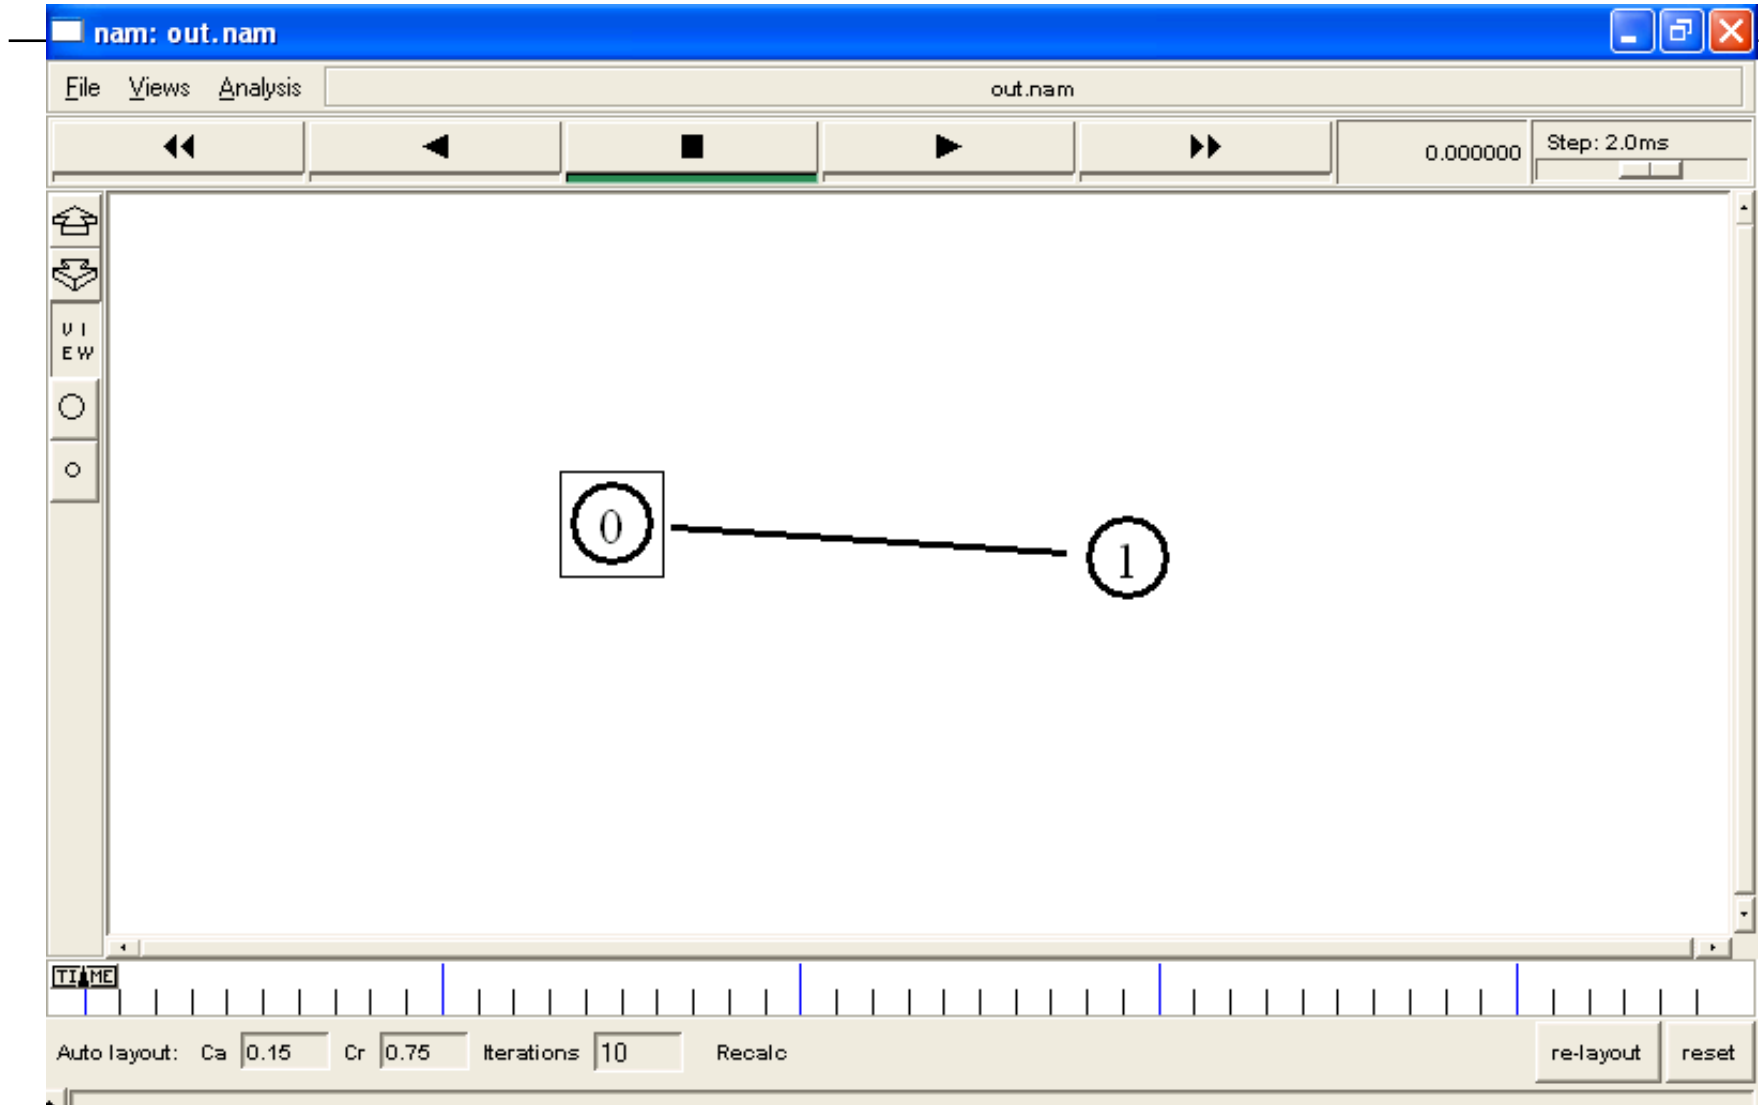 nam: out.nam
File Views Analysis out.nam
0.000000 Step: 2.0ms
V I
E W
0
1
TIME
Auto layout: Ca 0.15 Cr 0.75 Iterations 10 Recalc re-layout reset